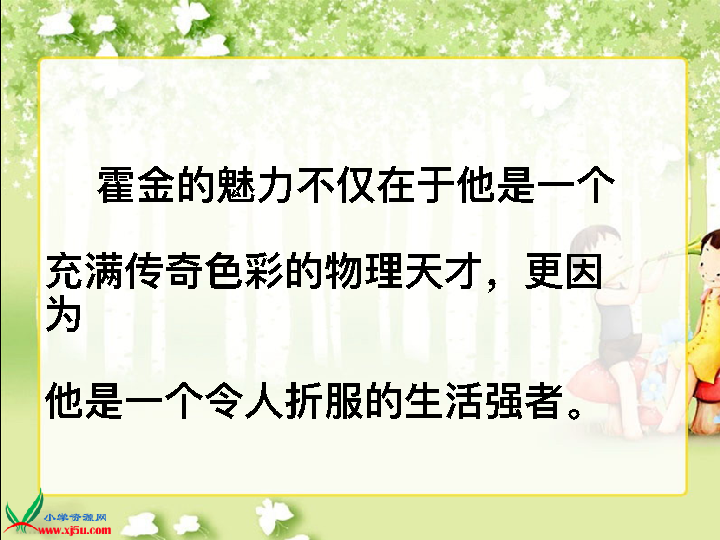 霍金的魅力不仅在于他是一个
充满传奇色彩的物理天才，更因
为
他是一个令人折服的生活强者。
小学资源网
www.xj5u.com